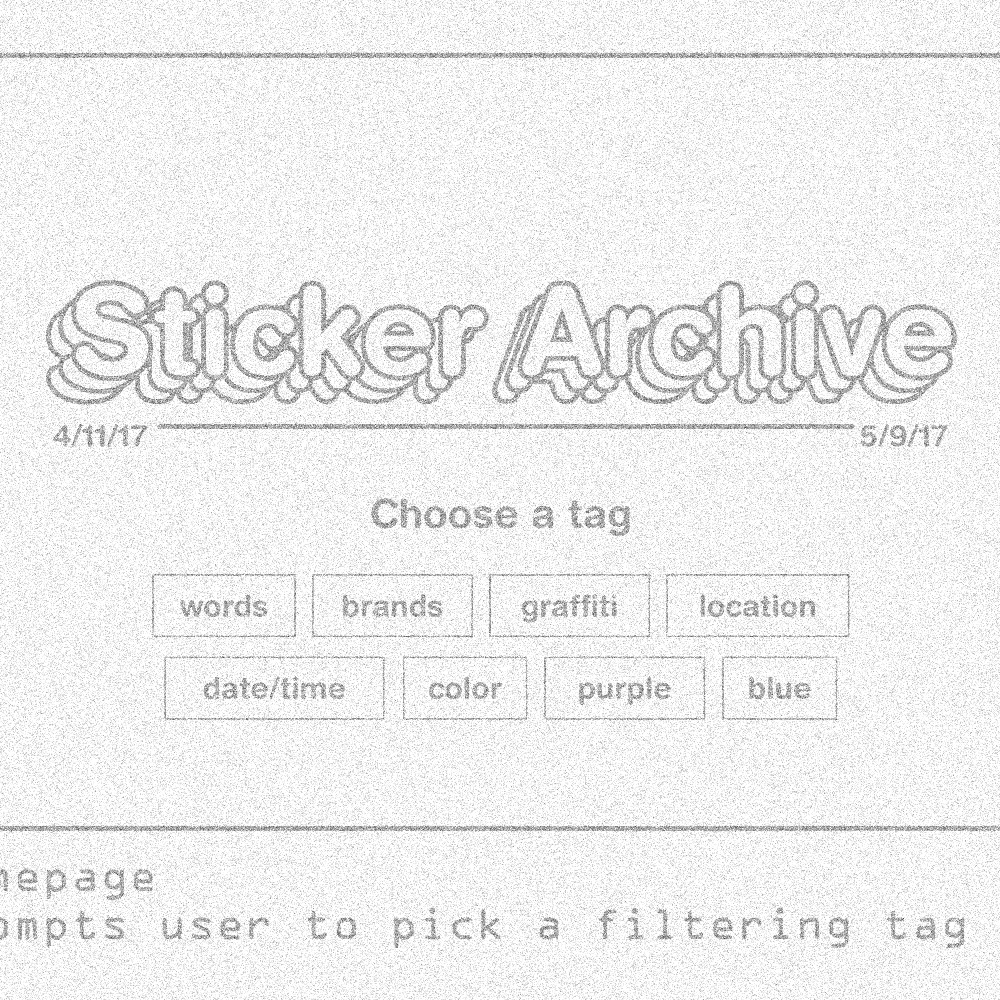 Sticker Archive
4/11/17 5/9/17
Choose a tag
words brands graffiti location
date/time color purple blue
mepage
ompts user to pick a filtering tag